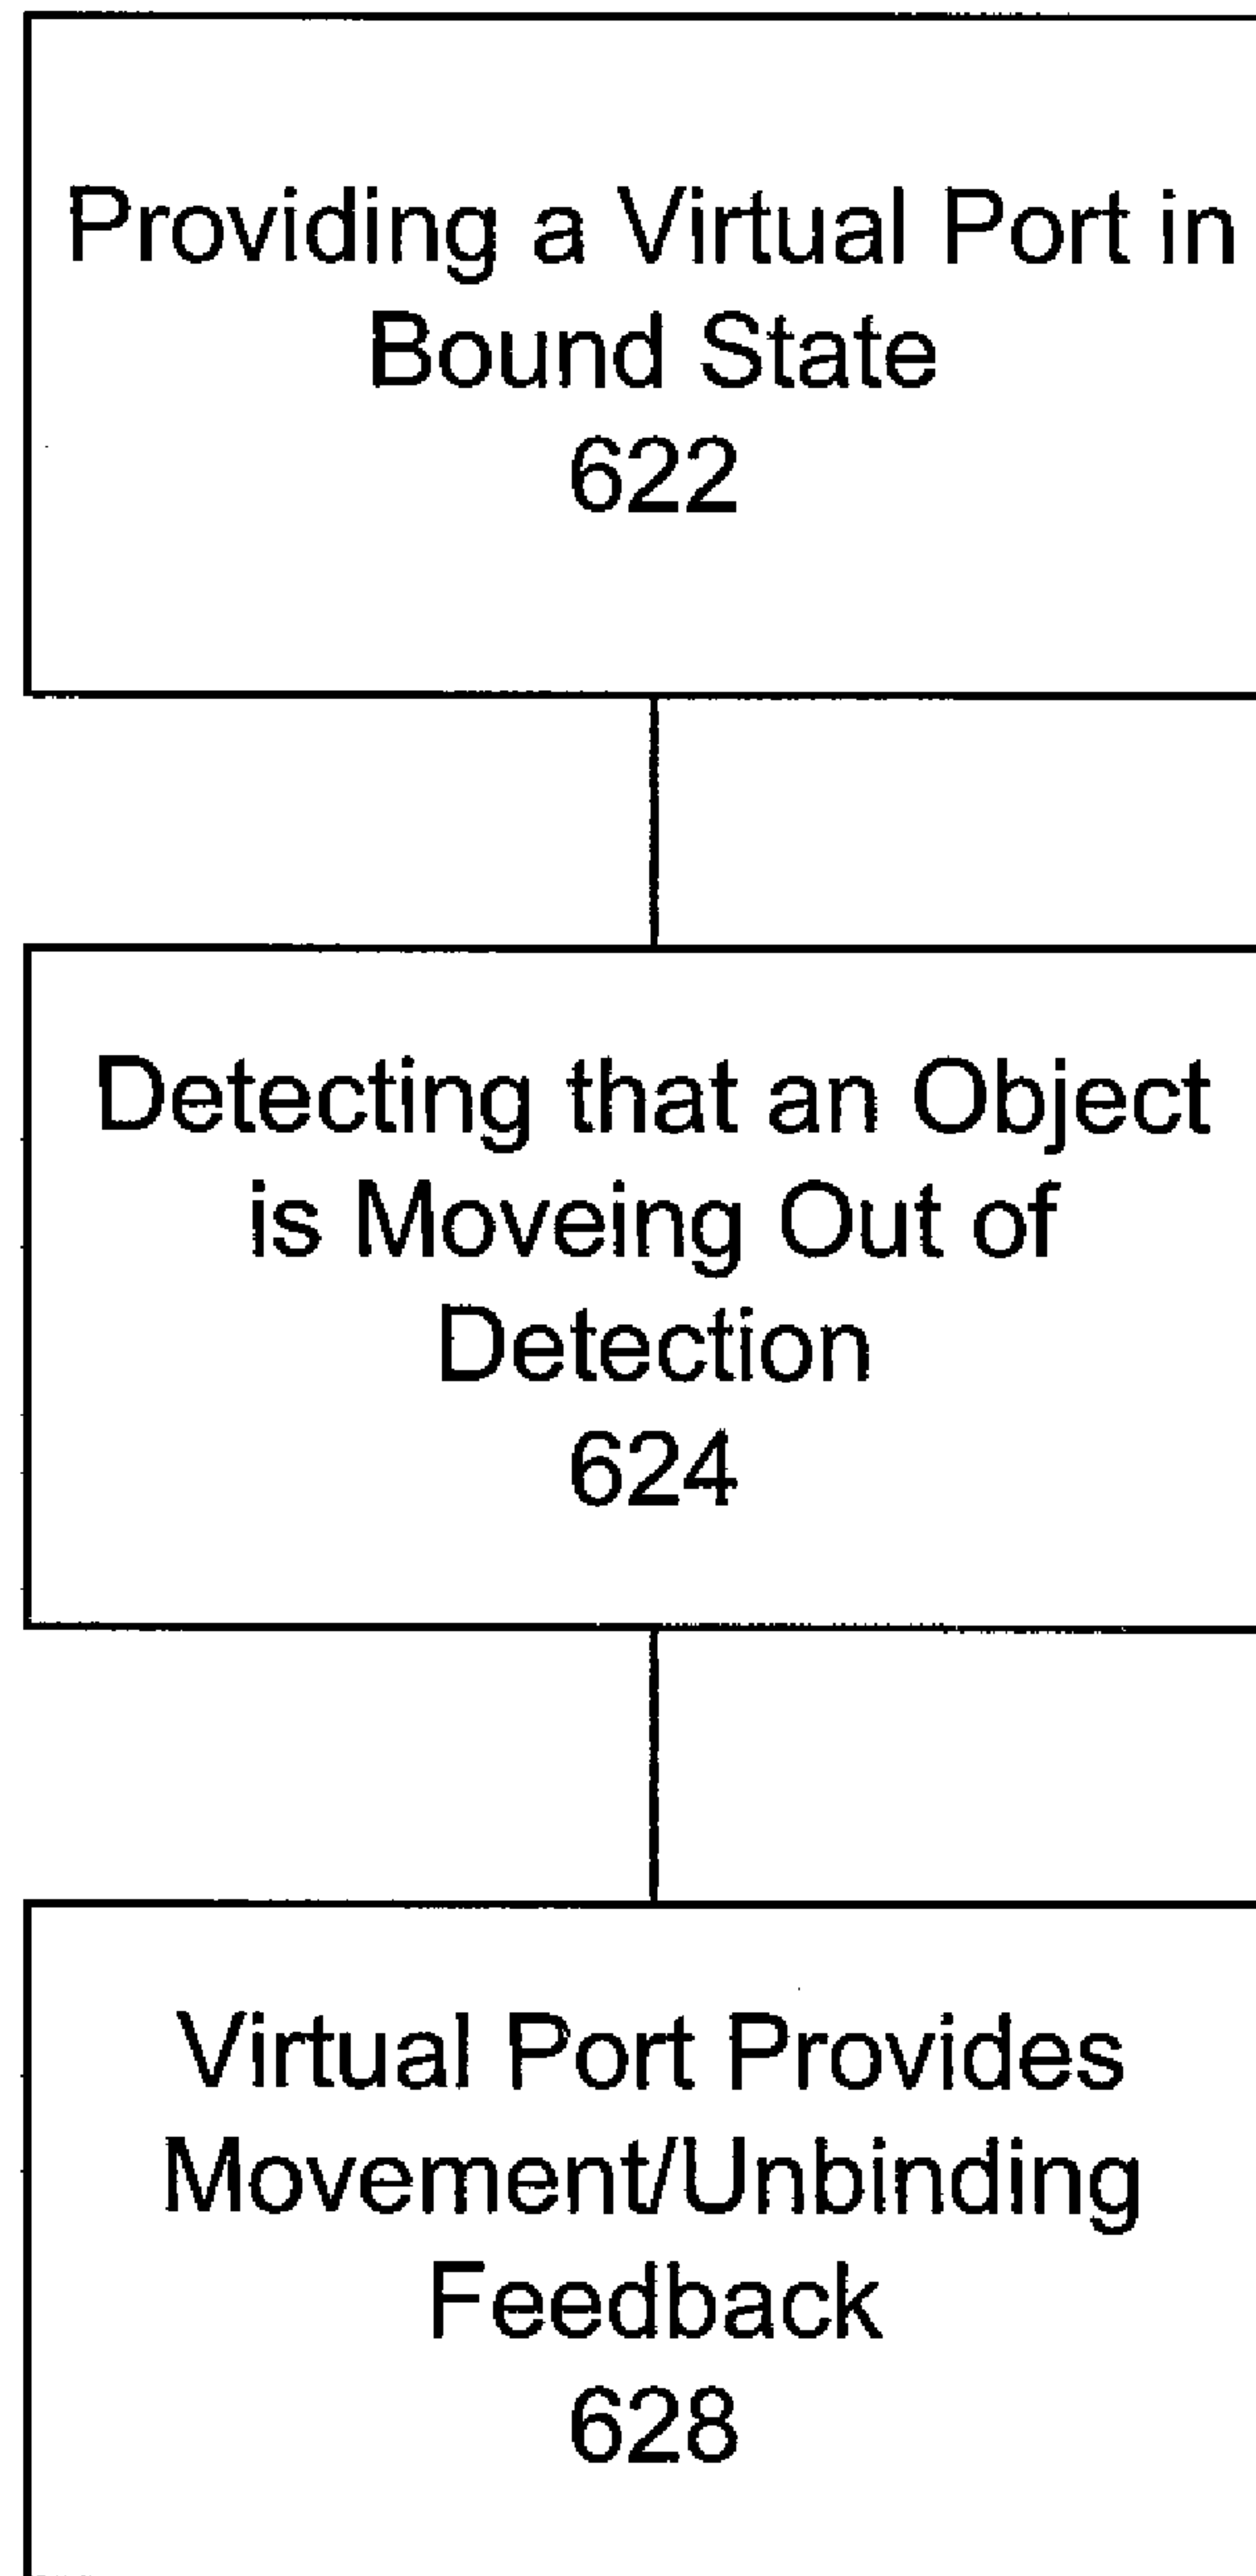 Providing a Virtual Port in
Bound State
622
Detecting that an Object
is Moveing Out of
Detection
624
Virtual Port Provides
Movement/Unbinding
Feedback
628